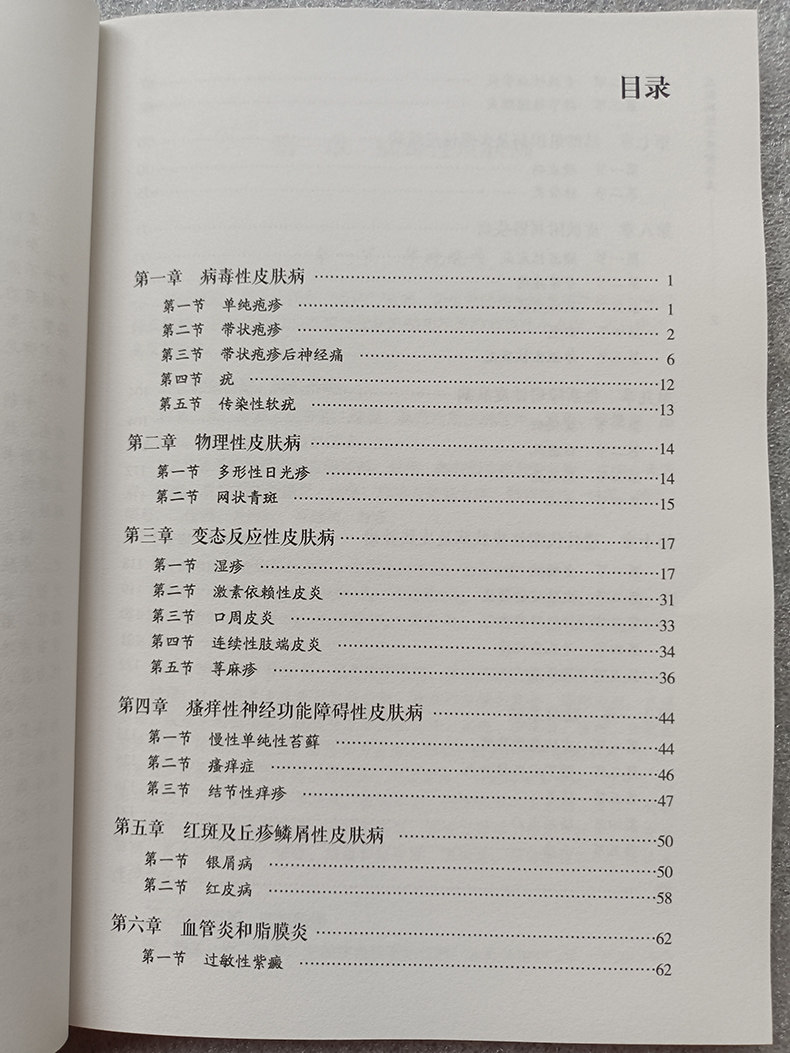 目录
第一章 病毒性皮肤病 …… 1
第一节 单纯疱疹 …… 1
第二节 带状疱疹 …… 2
第三节 带状疱疹后神经痛 …… 6
第四节 疣 …… 12
第五节 传染性软疣 …… 13
第二章 物理性皮肤病 …… 14
第一节 多形性日光疹 …… 14
第二节 网状青斑 …… 15
第三章 变态反应性皮肤病 …… 17
第一节 湿疹 …… 17
第二节 激素依赖性皮炎 …… 31
第三节 口周皮炎 …… 33
第四节 连续性肢端皮炎 …… 34
第五节 荨麻疹 …… 36
第四章 瘙痒性神经功能障碍性皮肤病 …… 44
第一节 慢性单纯性苔藓 …… 44
第二节 瘙痒症 …… 46
第三节 结节性痒疹 …… 47
第五章 红斑及丘疹鳞屑性皮肤病 …… 50
第一节 银屑病 …… 50
第二节 红皮病 …… 58
第六章 血管炎和脂膜炎 …… 62
第一节 过敏性紫癜 …… 62